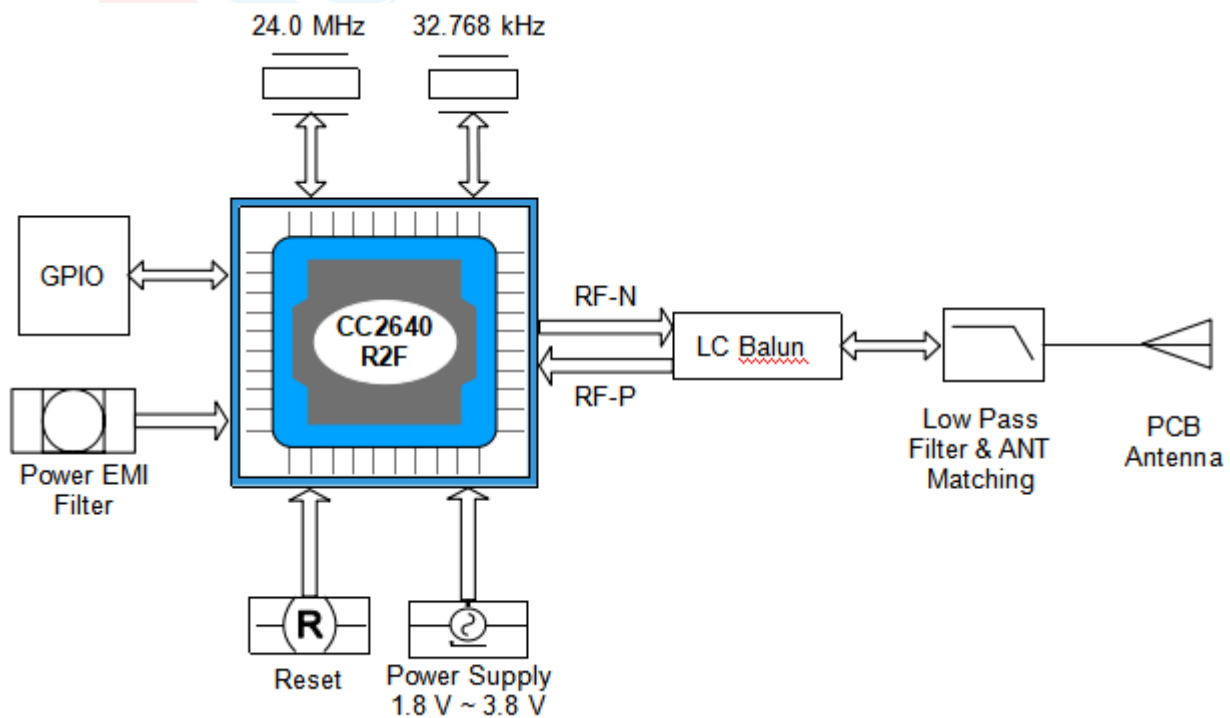 24.0 MHz
32.768 kHz
GPIO
CC2640
R2F
RF-N
RF-P
LC Balun
Low Pass
Filter & ANT
Matching
PCB
Antenna
Power EMI
Filter
R
Reset
Power Supply
1.8 V ~ 3.8 V